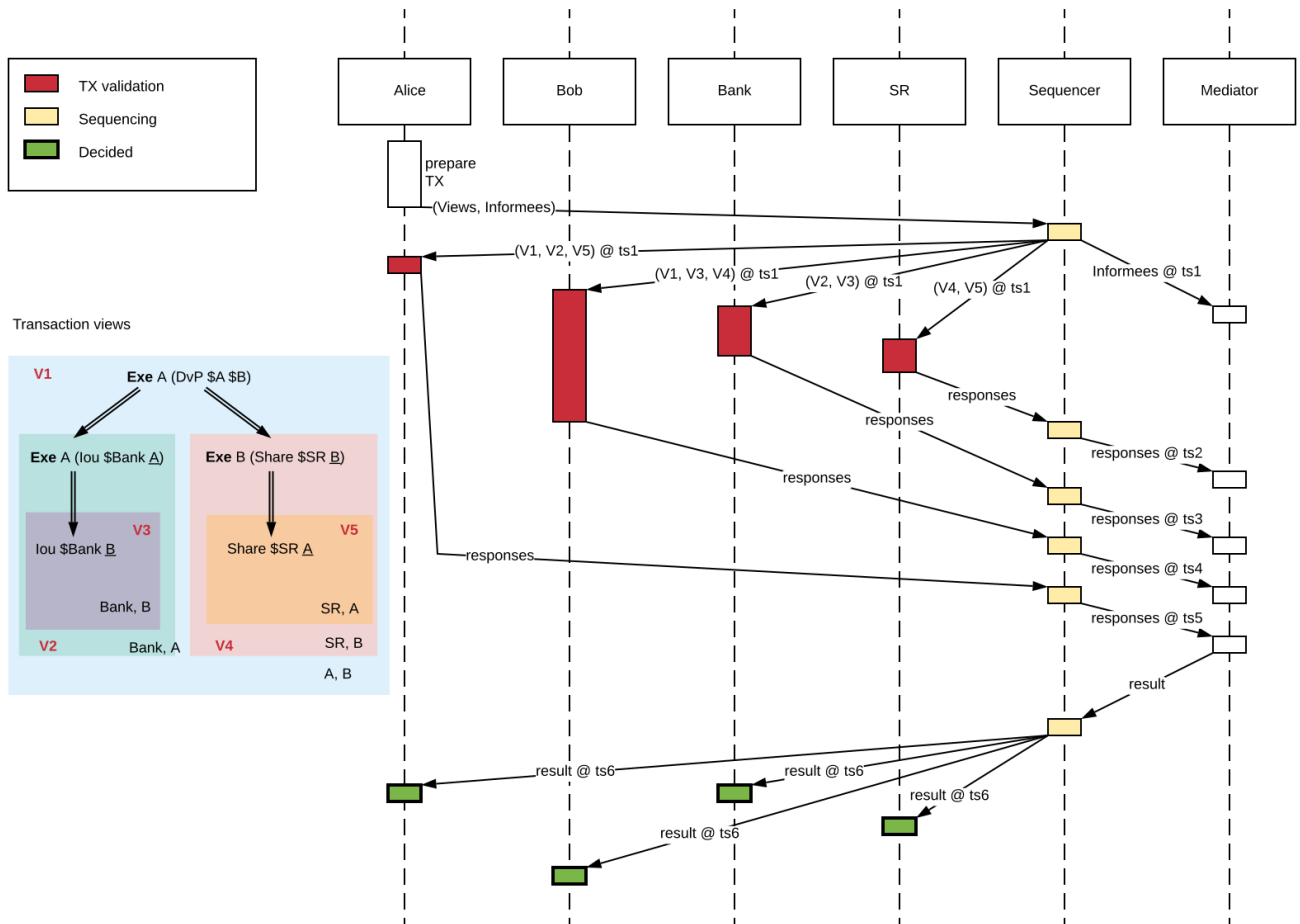 TX validation
Sequencing
Decided
Alice
Bob
Bank
SR
Sequencer
Mediator
prepare
TX
(Views, Informees)
(V1, V2, V5) @ ts1
(V1, V3, V4) @ ts1
(V2, V3) @ ts1
(V4, V5) @ ts1
Informees @ ts1
Transaction views
V1
Exe A (DvP $A $B)
Exe A (Iou $Bank A)
Exe B (Share $SR B)
V3
V5
Iou $Bank B
Share $SR A
Bank, B
SR, A
V2
Bank, A
V4
SR, B
A, B
responses
responses
responses
responses
responses @ ts2
responses @ ts3
responses @ ts4
responses @ ts5
result
result @ ts6
result @ ts6
result @ ts6
result @ ts6